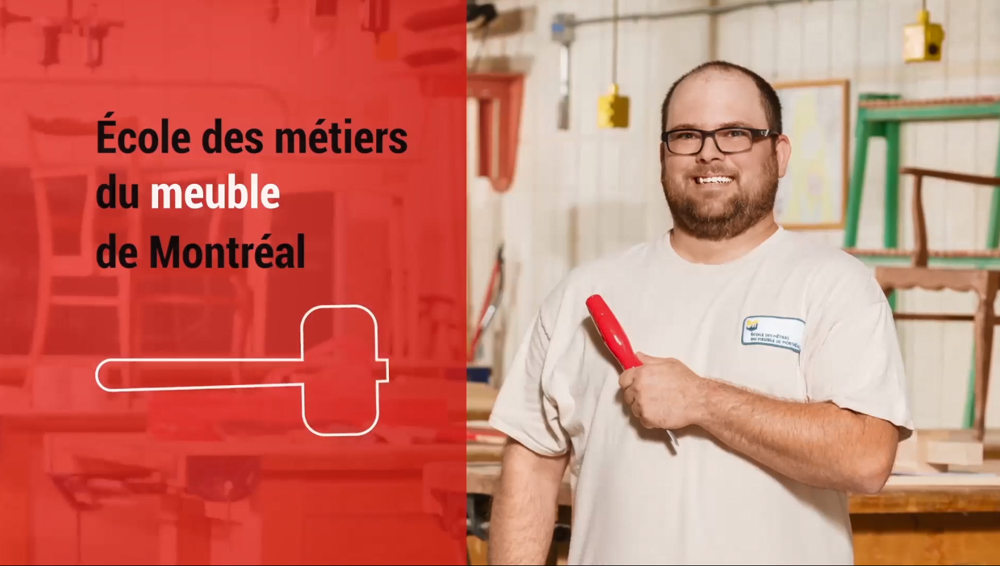 École des métiers
du meuble
de Montréal
ÉCOLE DES MÉTIERS
DU MEUBLE DE MONTRÉAL